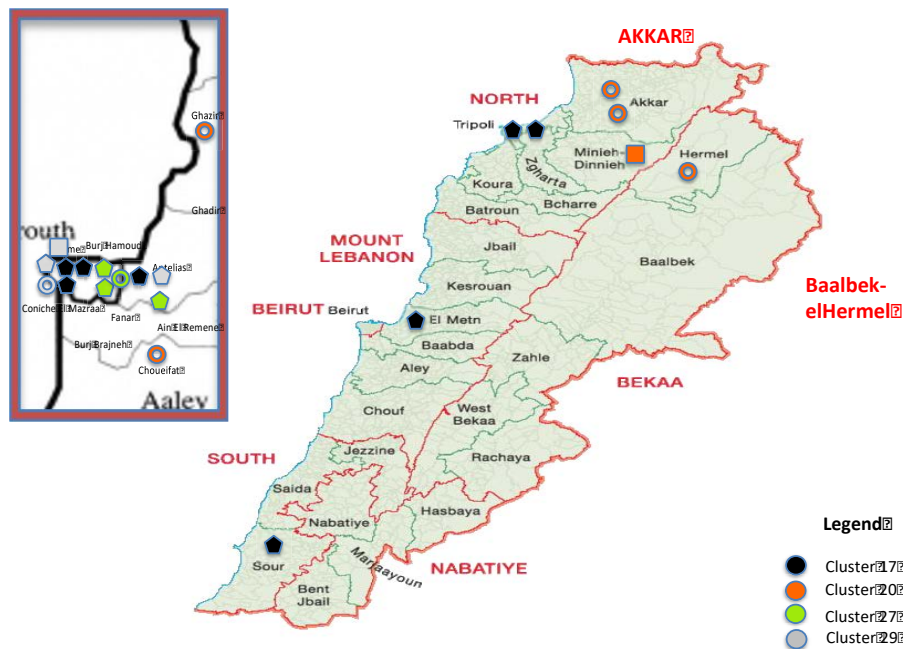 Ghazir
Ghadir
routh
Burj Hamoud
Antelias
Coniche El Mazraa
Fanar
Ain El Remene
Burj Brajneh
Choueifat
Aaley
AKKAR
NORTH
Akkar
Tripoli
Minieh-
Dinnieh
Hermel
Zgharta
Koura
Bcharre
Batroun
MOUNT
LEBANON
Jbail
Baalbek
Kesrouan
Baalbek-
elHermel
BEIRUT
Beirut
El Metn
Baabda
Zahle
Aley
BEKAA
Chouf
West
Bekaa
SOUTH
Jezzine
Rachaya
Saida
Hasbaya
Nabatiye
Sour
Marjaayoun
NABATIYE
Bent
Jbail
Legend
Cluster 17
Cluster 20
Cluster 27
Cluster 29